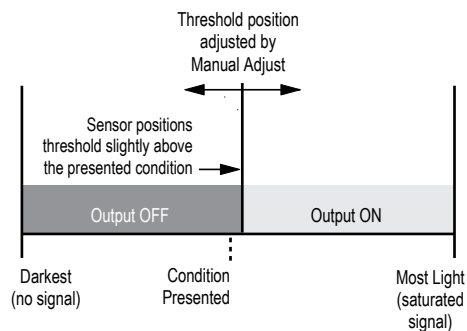 Threshold position
adjusted by
Manual Adjust
Sensor positions
threshold slightly above
the presented condition
Output OFF
Output ON
Darkest
(no signal)
Condition
Presented
Most Light
(saturated
signal)